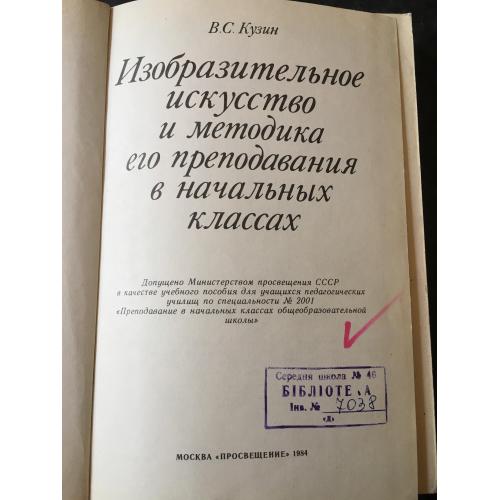 В.С. Кузин
Изобразительное
искусство
и методика
его преподавания
в начальных
классах
Допущено Министерством просвещения СССР
в качестве учебного пособия для учащихся педагогических
училищ по специальности № 2001
«Преподавание в начальных классах общеобразовательной
школы»
Середня школа № 46
БІБЛІОТЕ А
Інв. № 7038
«Д»
МОСКВА «ПРОСВЕЩЕНИЕ» 1984